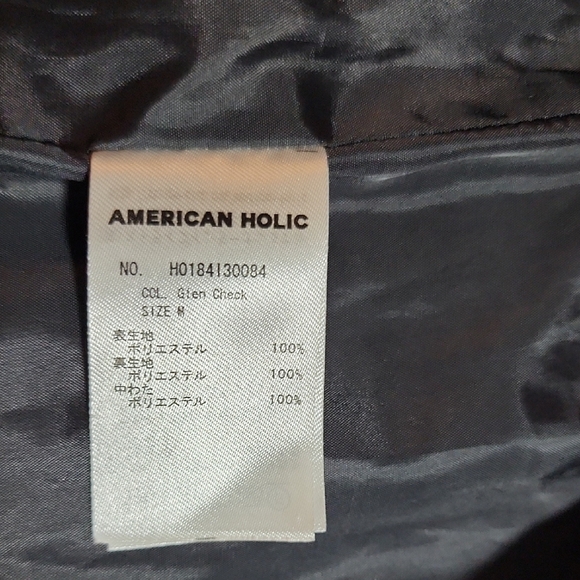 AMERICAN HOLIC
NO. H0184I30084
COL. Glen Check
SIZE M
表生地
ポリエステル 100%
裏生地
ポリエステル 100%
中わた
ポリエステル 100%